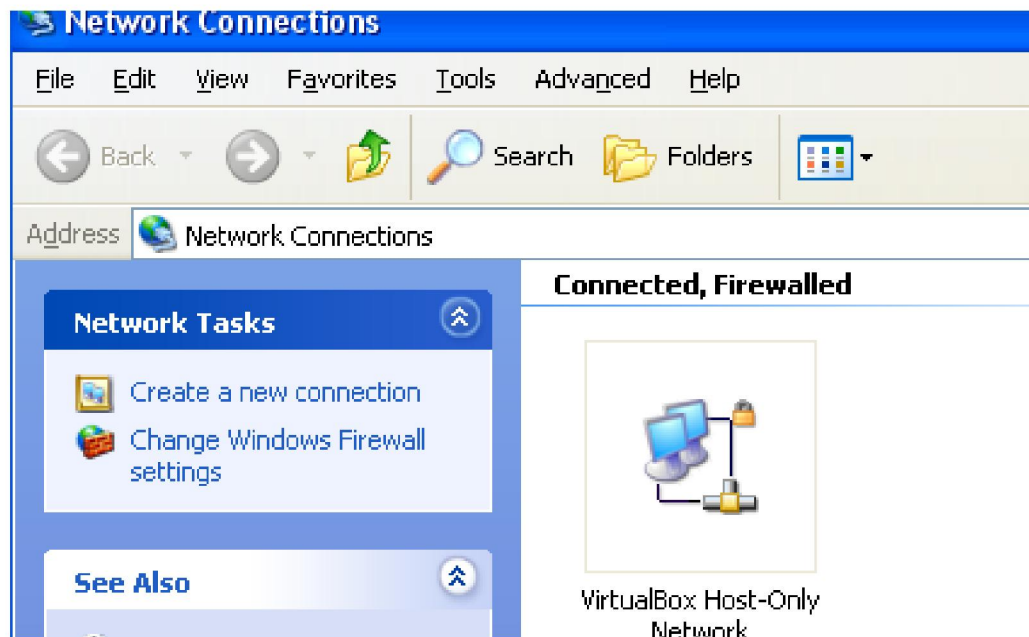 Network Connections
File Edit View Favorites Tools Advanced Help
Back Search Folders
Address Network Connections
Connected, Firewalled
Network Tasks
Create a new connection
Change Windows Firewall
settings
See Also
VirtualBox Host-Only
Network